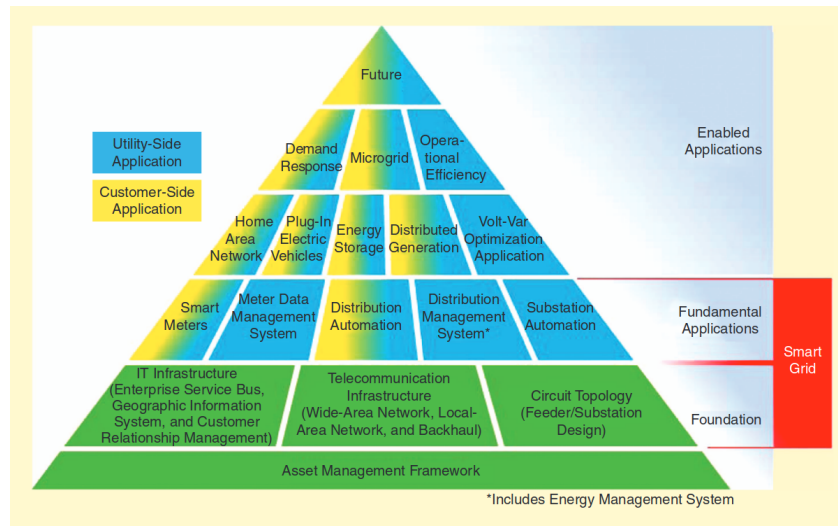 Future
Enabled
Applications
Utility-Side
Application
Customer-Side
Application
Demand
Response
Microgrid
Opera-
tional
Efficiency
Home
Area
Network
Plug-In
Electric
Vehicles
Energy
Storage
Distributed
Generation
Volt-Var
Optimization
Application
Smart
Meters
Meter Data
Management
System
Distribution
Automation
Distribution
Management
System*
Substation
Automation
Fundamental
Applications
Smart
Grid
IT Infrastructure
(Enterprise Service Bus,
Geographic Information
System, and Customer
Relationship Management)
Telecommunication
Infrastructure
(Wide-Area Network, Local-
Area Network, and Backhaul)
Circuit Topology
(Feeder/Substation
Design)
Foundation
Asset Management Framework
*Includes Energy Management System